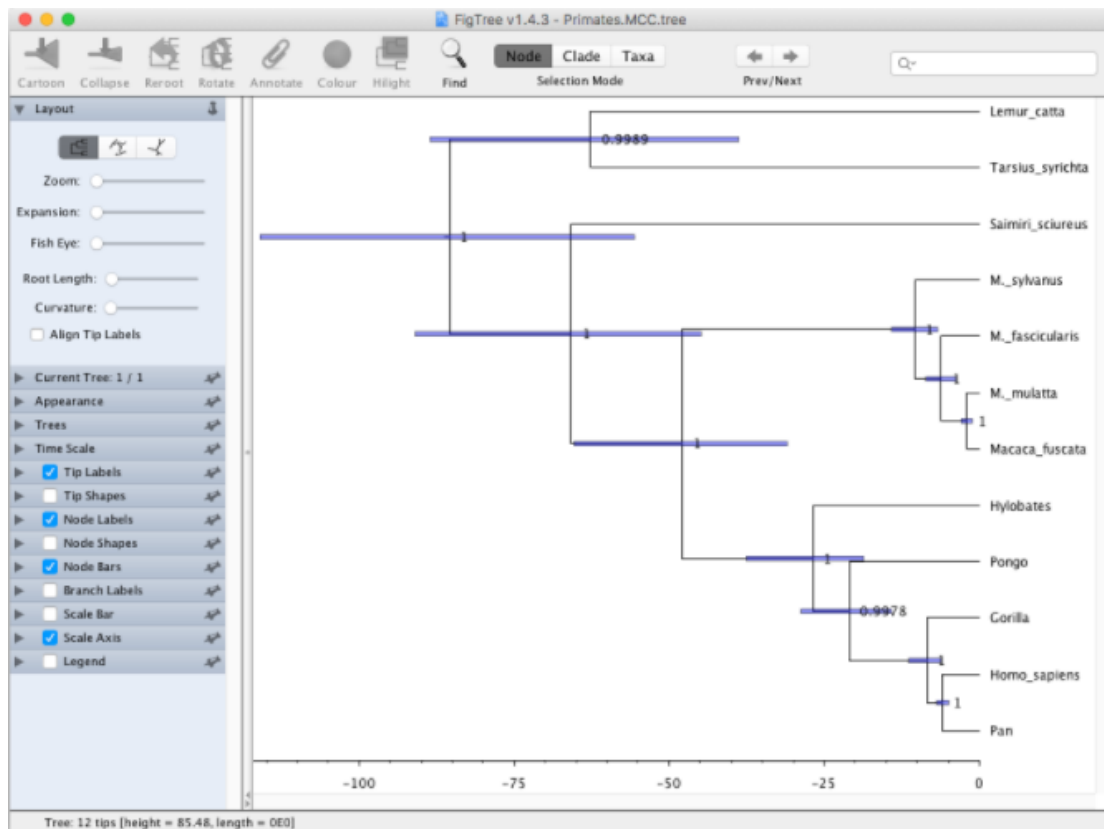 FigTree v1.4.3 - Primates.MCC.tree
Cartoon Collapse Reroot Rotate Annotate Colour Hilight Find
Node Clade Taxa
Selection Mode
Prev/Next
Layout
Zoom:
Expansion:
Fish Eye:
Root Length:
Curvature:
Align Tip Labels
Current Tree: 1 / 1
Appearance
Trees
Time Scale
Tip Labels
Tip Shapes
Node Labels
Node Shapes
Node Bars
Branch Labels
Scale Bar
Scale Axis
Legend
Lemur_catta
0.9989
Tarsius_syrichta
Saimiri_sciureus
1
M._sylvanus
1
1
M._fascicularis
1
M._mulatta
1
Macaca_fuscata
1
Hylobates
1
Pongo
0.9978
Gorilla
1
Homo_sapiens
1
Pan
-100 -75 -50 -25 0
Tree: 12 tips [height = 85.48, length = 0E0]